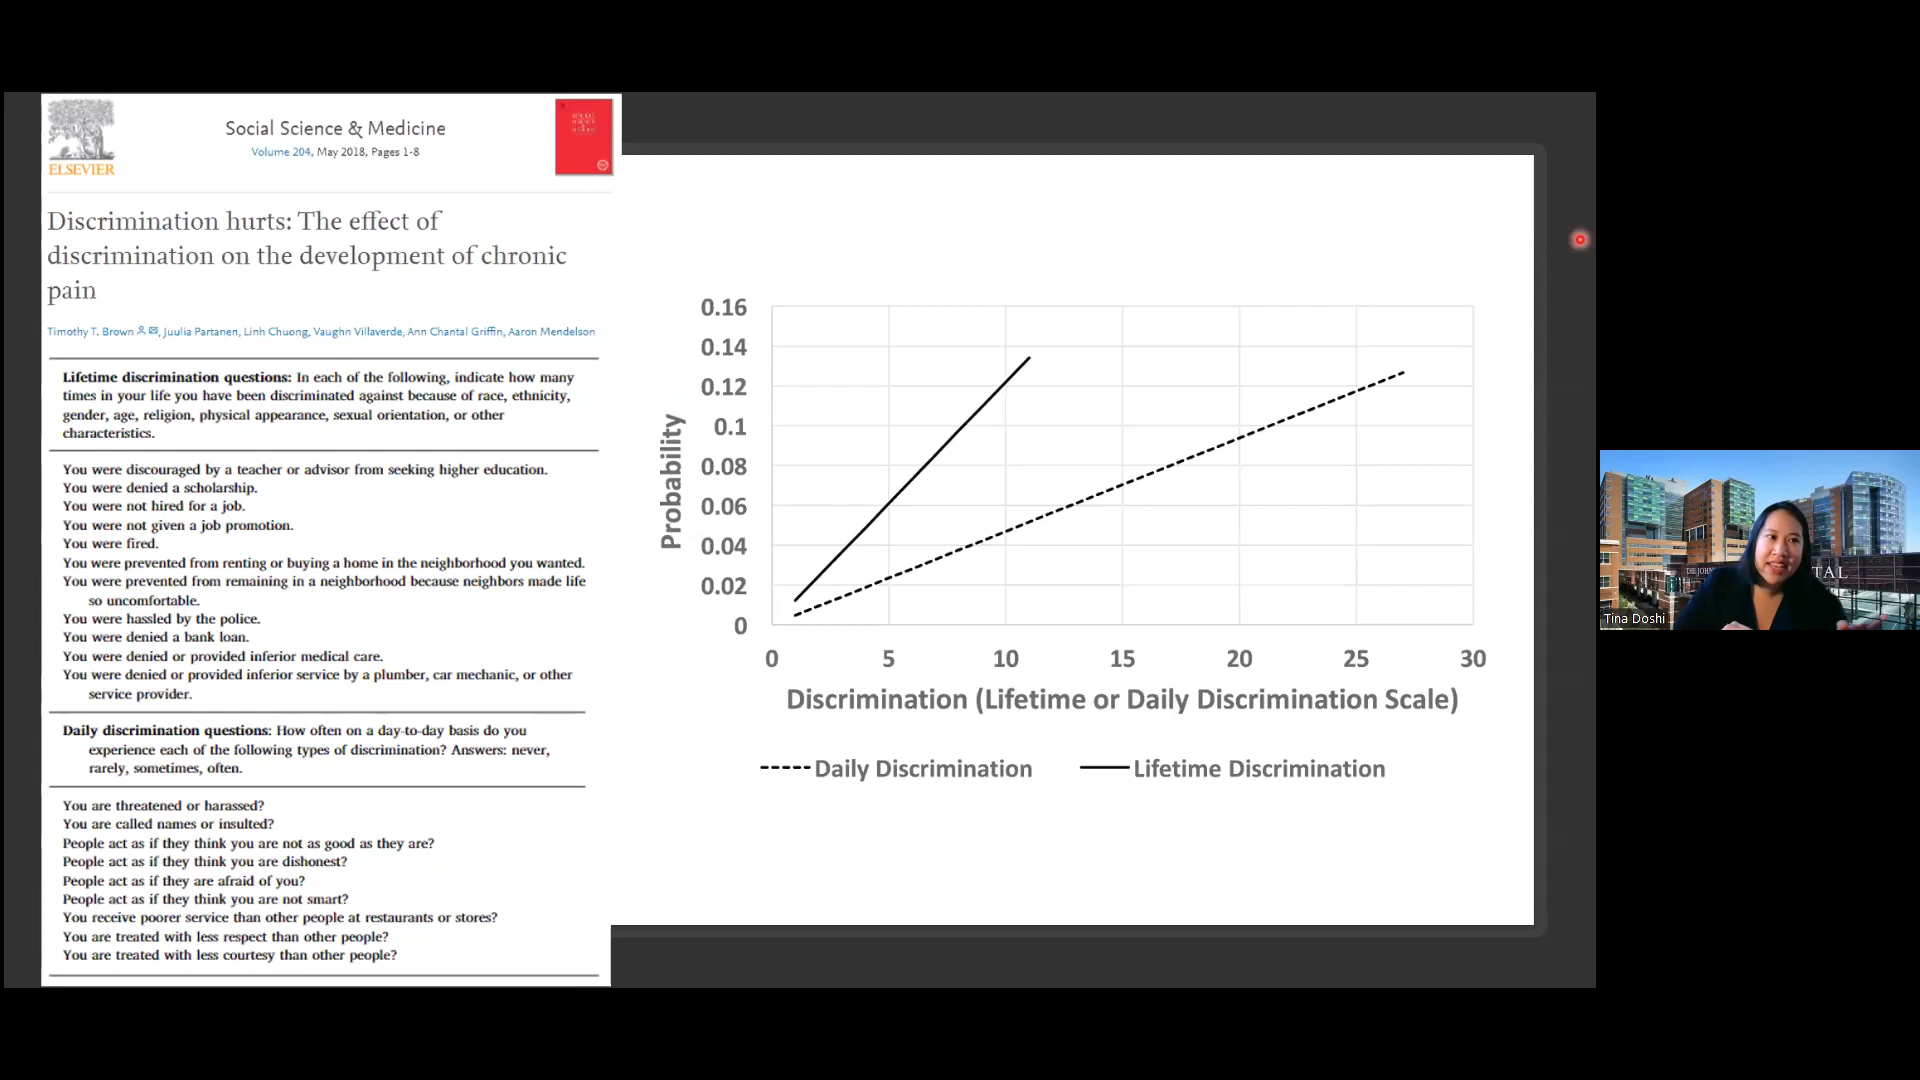 ELSEVIER
Social Science & Medicine
Volume 204, May 2018, Pages 1-8
SOCIAL
Discrimination hurts: The effect of
discrimination on the development of chronic
pain
Timothy T. Brown, Juulia Partanen, Linh Chuong, Vaughn Villaverde, Ann Chantal Griffin, Aaron Mendelson
Lifetime discrimination questions: In each of the following, indicate how many
times in your life you have been discriminated against because of race, ethnicity,
gender, age, religion, physical appearance, sexual orientation, or other
characteristics.
You were discouraged by a teacher or advisor from seeking higher education.
You were denied a scholarship.
You were not hired for a job.
You were not given a job promotion.
You were fired.
You were prevented from renting or buying a home in the neighborhood you wanted.
You were prevented from remaining in a neighborhood because neighbors made life
so uncomfortable.
You were hassled by the police.
You were denied a bank loan.
You were denied or provided inferior medical care.
You were denied or provided inferior service by a plumber, car mechanic, or other
service provider.
Daily discrimination questions: How often on a day-to-day basis do you
experience each of the following types of discrimination? Answers: never,
rarely, sometimes, often.
You are threatened or harassed?
You are called names or insulted?
People act as if they think you are not as good as they are?
People act as if they think you are dishonest?
People act as if they are afraid of you?
People act as if they think you are not smart?
You receive poorer service than other people at restaurants or stores?
You are treated with less respect than other people?
You are treated with less courtesy than other people?
Probability
0.16
0.14
0.12
0.1
0.08
0.06
0.04
0.02
0
0 5 10 15 20 25 30
Discrimination (Lifetime or Daily Discrimination Scale)
Daily Discrimination Lifetime Discrimination
THE JOHN TAL
Tina Doshi